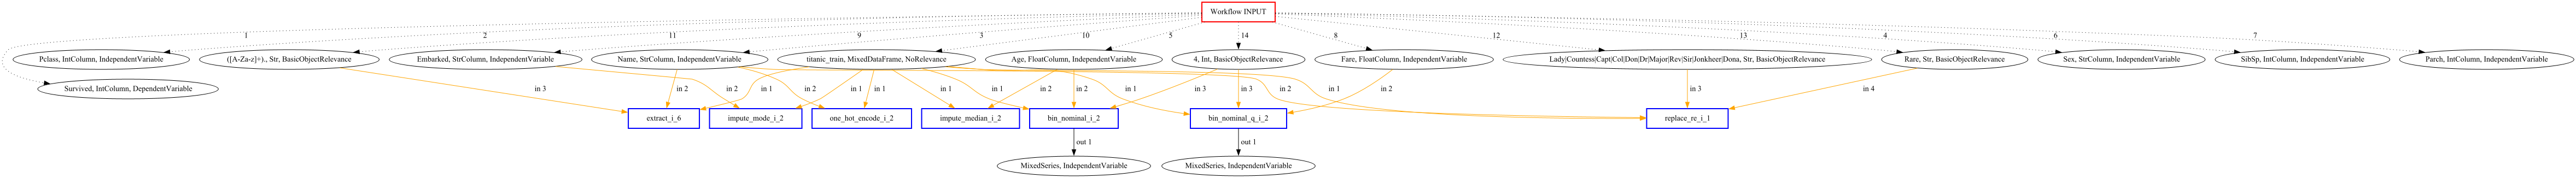 Workflow INPUT
1
2
11
9
3
10
5
14
8
12
13
4
6
7
Pclass, IntColumn, IndependentVariable
([A-Za-z]+)., Str, BasicObjectRelevance
Embarked, StrColumn, IndependentVariable
Name, StrColumn, IndependentVariable
titanic_train, MixedDataFrame, NoRelevance
Age, FloatColumn, IndependentVariable
4, Int, BasicObjectRelevance
Fare, FloatColumn, IndependentVariable
Lady|Countess|Capt|Col|Don|Dr|Major|Rev|Sir|Jonkheer|Dona, Str, BasicObjectRelevance
Rare, Str, BasicObjectRelevance
Sex, StrColumn, IndependentVariable
SibSp, IntColumn, IndependentVariable
Parch, IntColumn, IndependentVariable
Survived, IntColumn, DependentVariable
in 3
in 2
in 2
in 1
in 2
in 1
in 1
in 1
in 1
in 2
in 2
in 1
in 3
in 3
in 2
in 2
in 1
in 3
in 4
extract_i_6
impute_mode_i_2
one_hot_encode_i_2
impute_median_i_2
bin_nominal_i_2
bin_nominal_q_i_2
replace_re_i_1
out 1
out 1
MixedSeries, IndependentVariable
MixedSeries, IndependentVariable